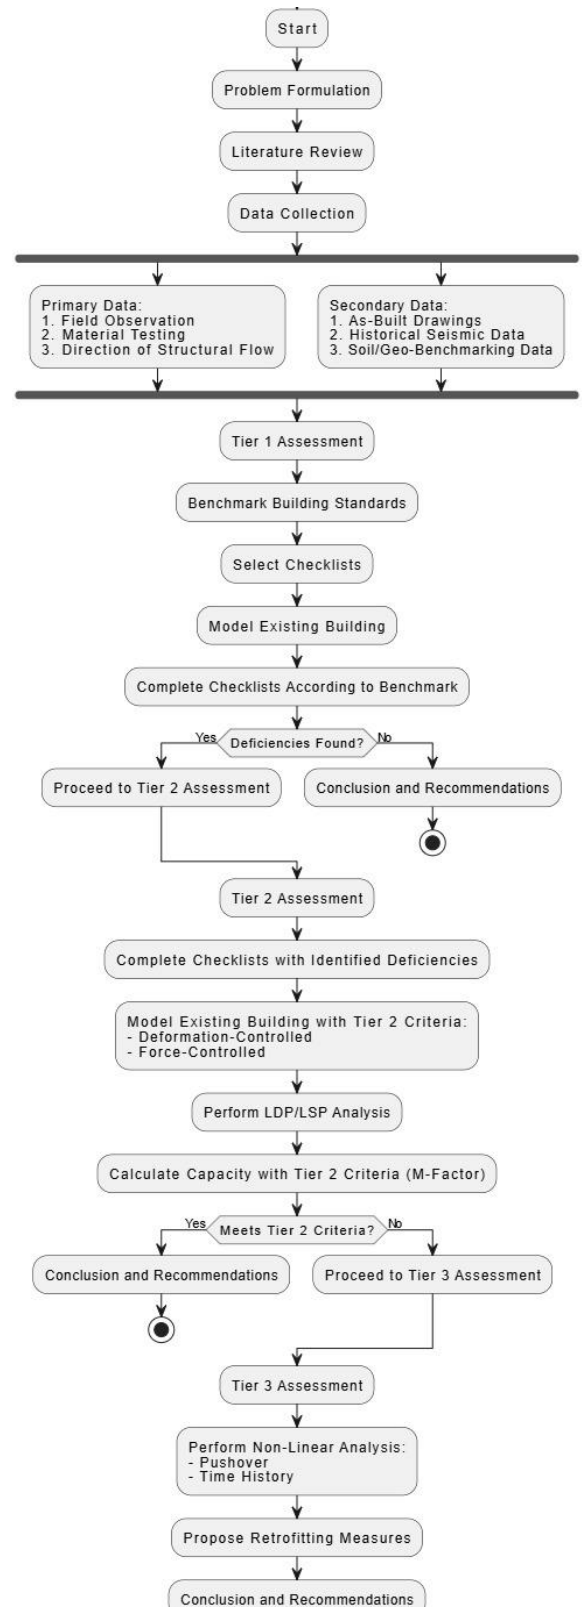 Start
Problem Formulation
Literature Review
Data Collection
Primary Data:
1. Field Observation
2. Material Testing
3. Direction of Structural Flow
Secondary Data:
1. As-Built Drawings
2. Historical Seismic Data
3. Soil/Geo-Benchmarking Data
Tier 1 Assessment
Benchmark Building Standards
Select Checklists
Model Existing Building
Complete Checklists According to Benchmark
Yes
Deficiencies Found?
No
Proceed to Tier 2 Assessment
Conclusion and Recommendations
Tier 2 Assessment
Complete Checklists with Identified Deficiencies
Model Existing Building with Tier 2 Criteria:
- Deformation-Controlled
- Force-Controlled
Perform LDP/LSP Analysis
Calculate Capacity with Tier 2 Criteria (M-Factor)
Yes
Meets Tier 2 Criteria?
No
Conclusion and Recommendations
Proceed to Tier 3 Assessment
Tier 3 Assessment
Perform Non-Linear Analysis:
- Pushover
- Time History
Propose Retrofitting Measures
Conclusion and Recommendations